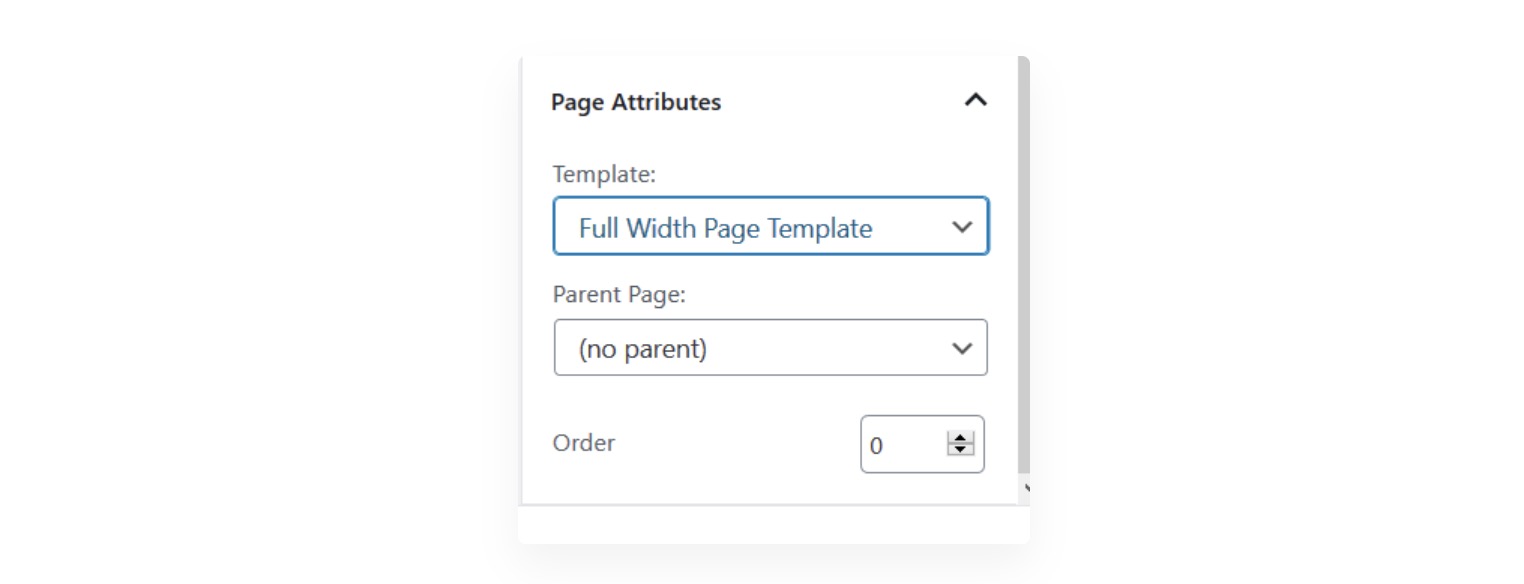 Page Attributes
Template:
Full Width Page Template
Parent Page:
(no parent)
Order
0